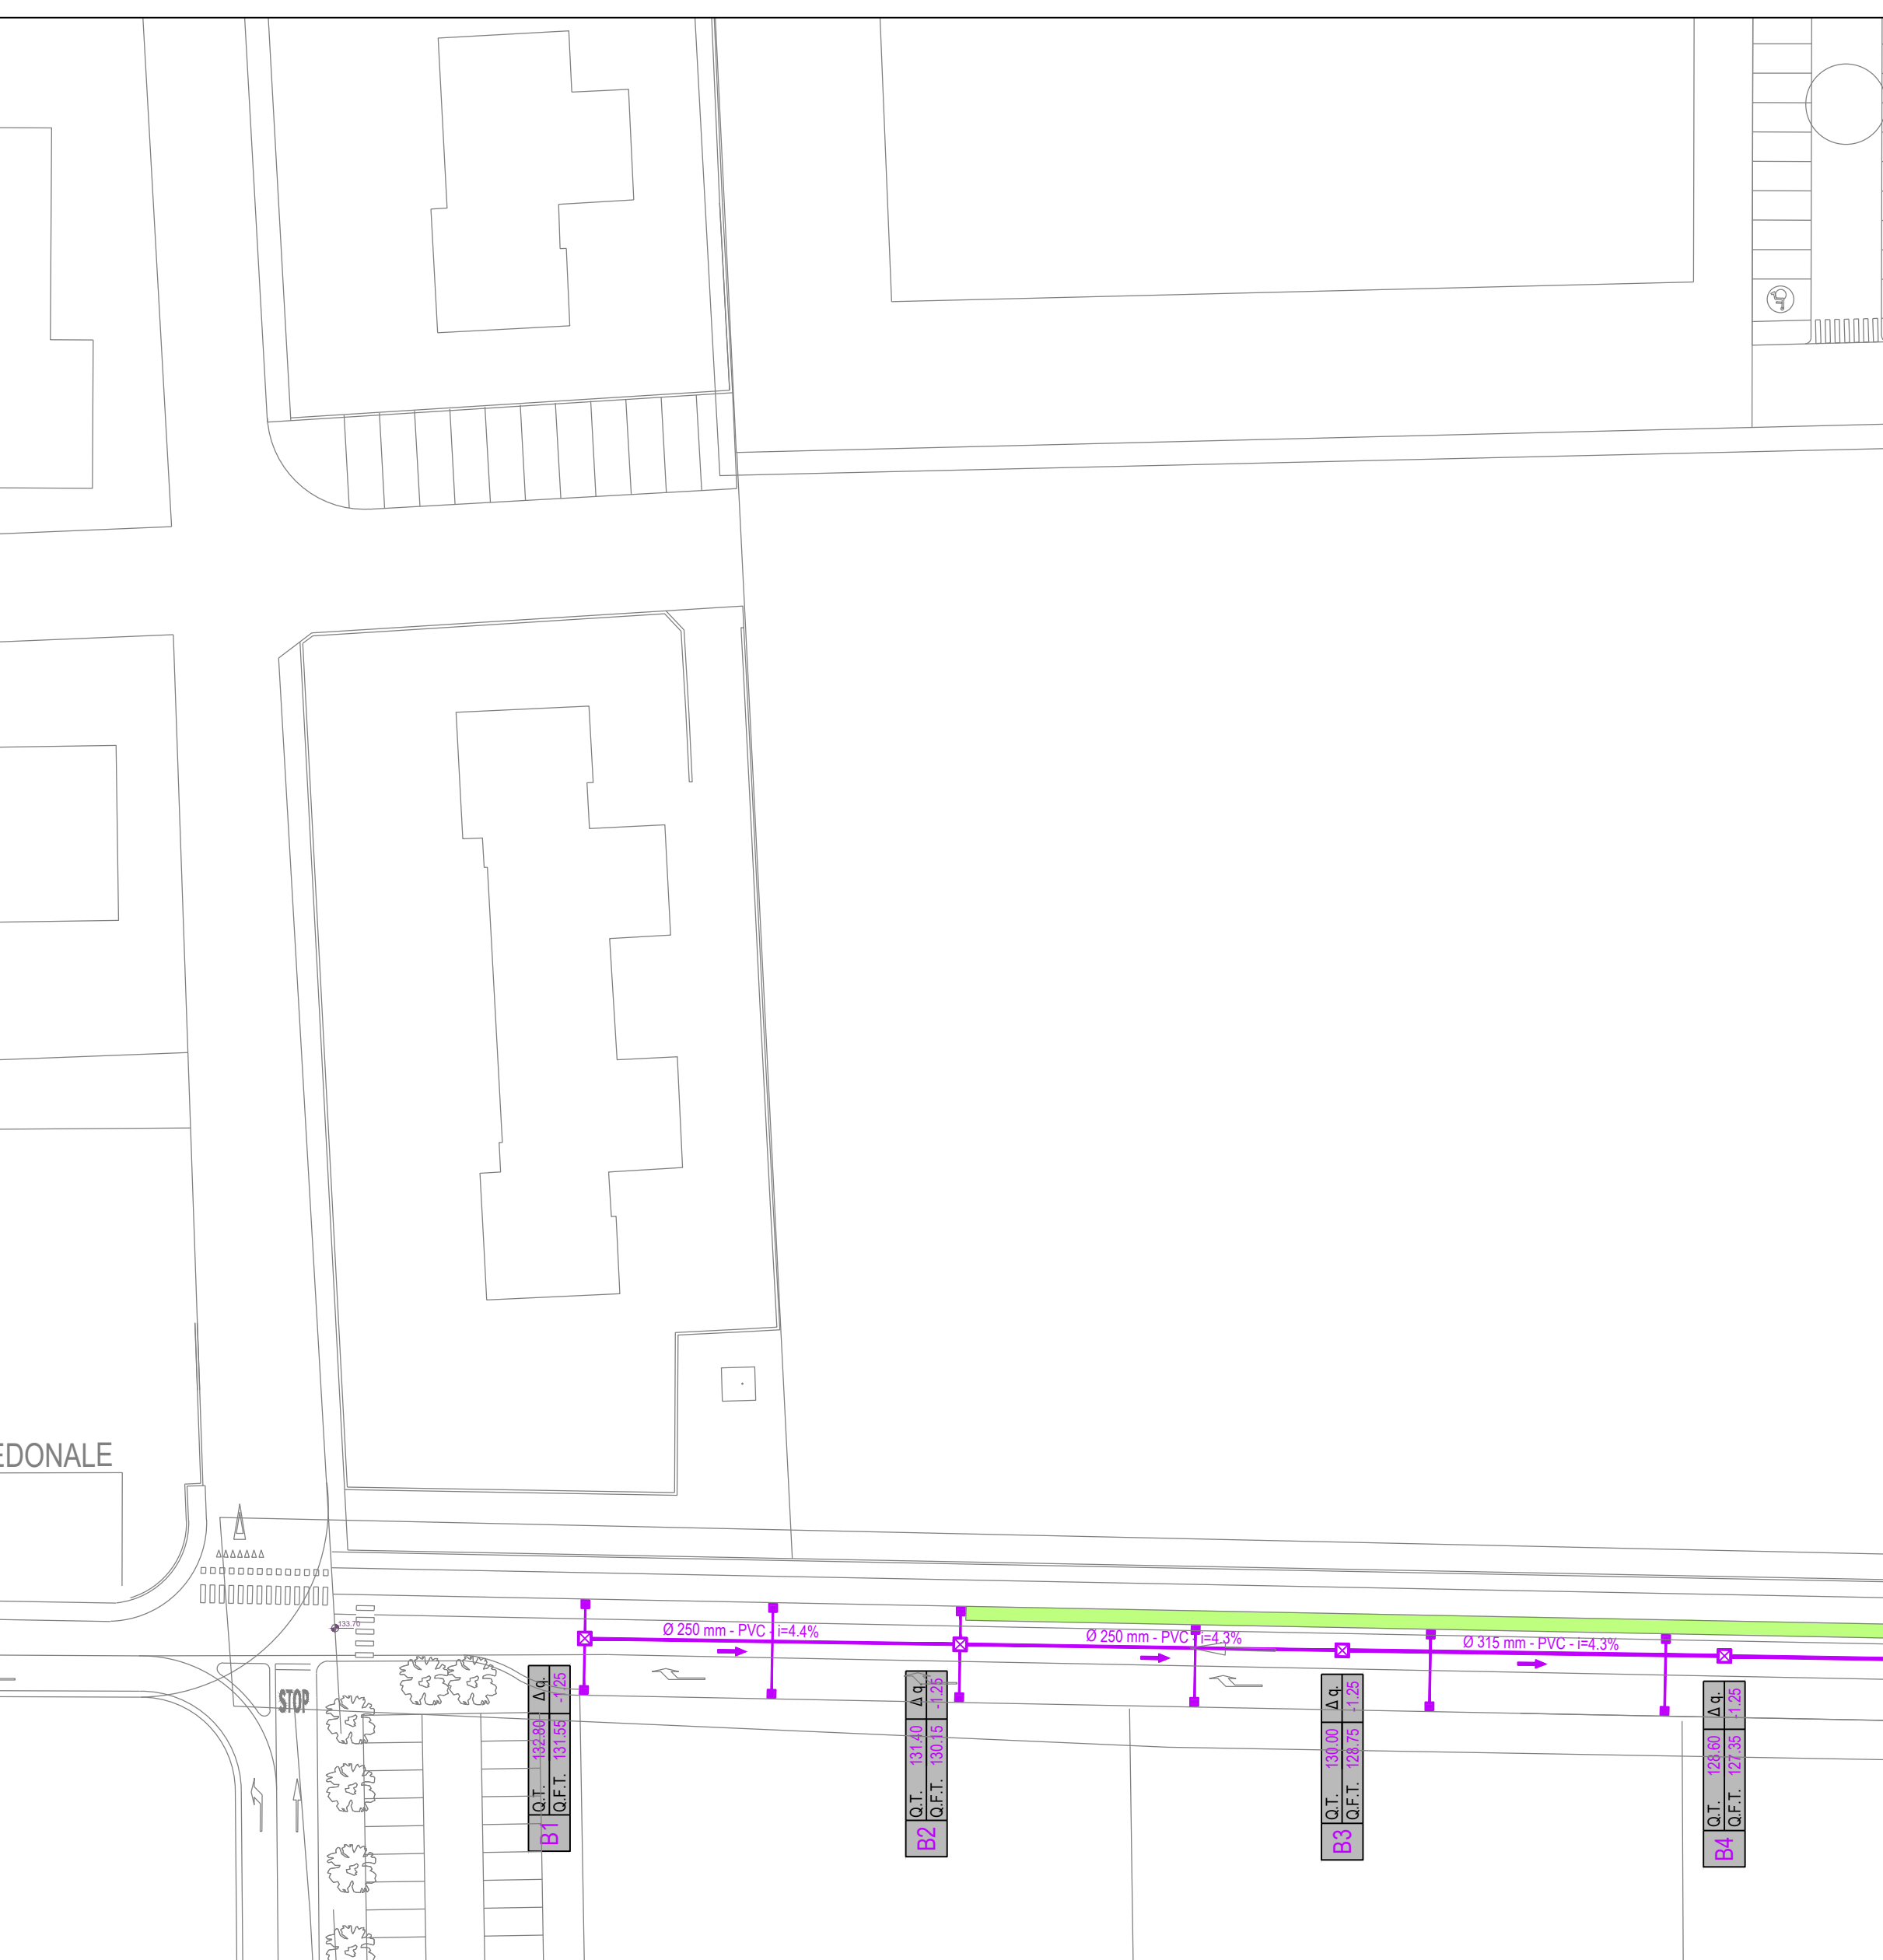 EDONALE
133.70
Ø 250 mm - PVC - i=4.4%
Ø 250 mm - PVC - i=4.3%
Ø 315 mm - PVC - i=4.3%
STOP
B1
Q.T. 132.80 Δ q.
Q.F.T. 131.55 -1.25
B2
Q.T. 131.40 Δ q.
Q.F.T. 130.15 -1.25
B3
Q.T. 130.00 Δ q.
Q.F.T. 128.75 -1.25
B4
Q.T. 128.60 Δ q.
Q.F.T. 127.35 -1.25